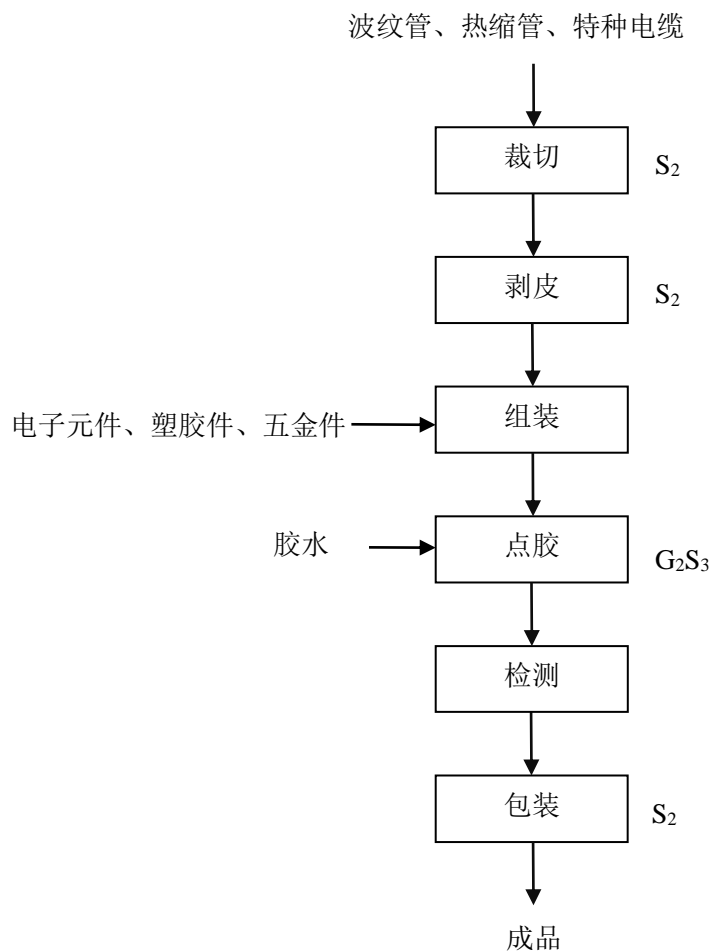 波纹管、热缩管、特种电缆
裁切
S₂
剥皮
S₂
电子元件、塑胶件、五金件
组装
胶水
点胶
G₂S₃
检测
包装
S₂
成品